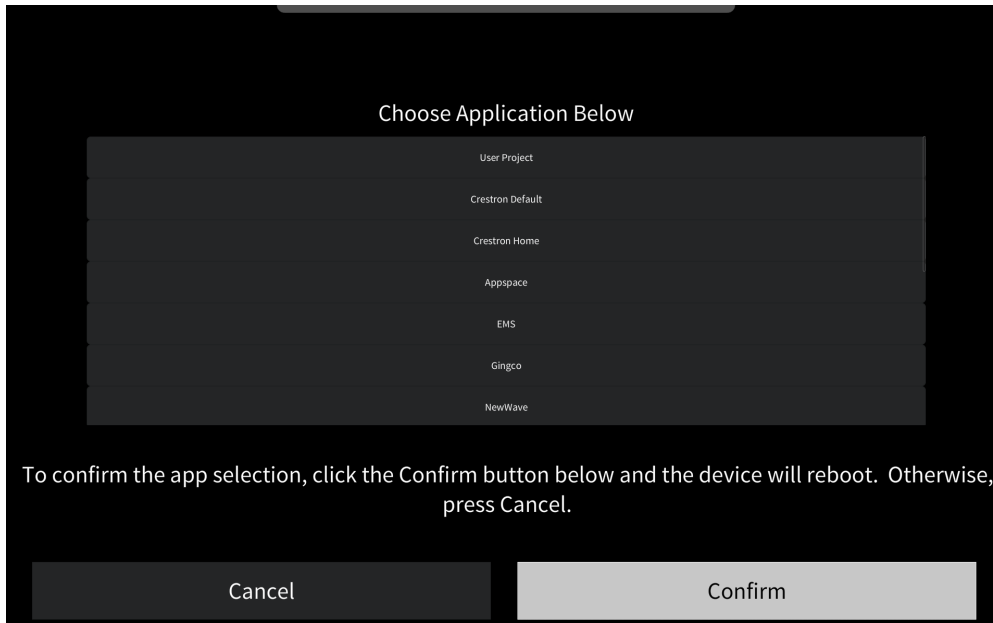 Choose Application Below
User Project
Crestron Default
Crestron Home
Appspace
EMS
Gingco
NewWave
To confirm the app selection, click the Confirm button below and the device will reboot.  Otherwise,
press Cancel.
Cancel
Confirm